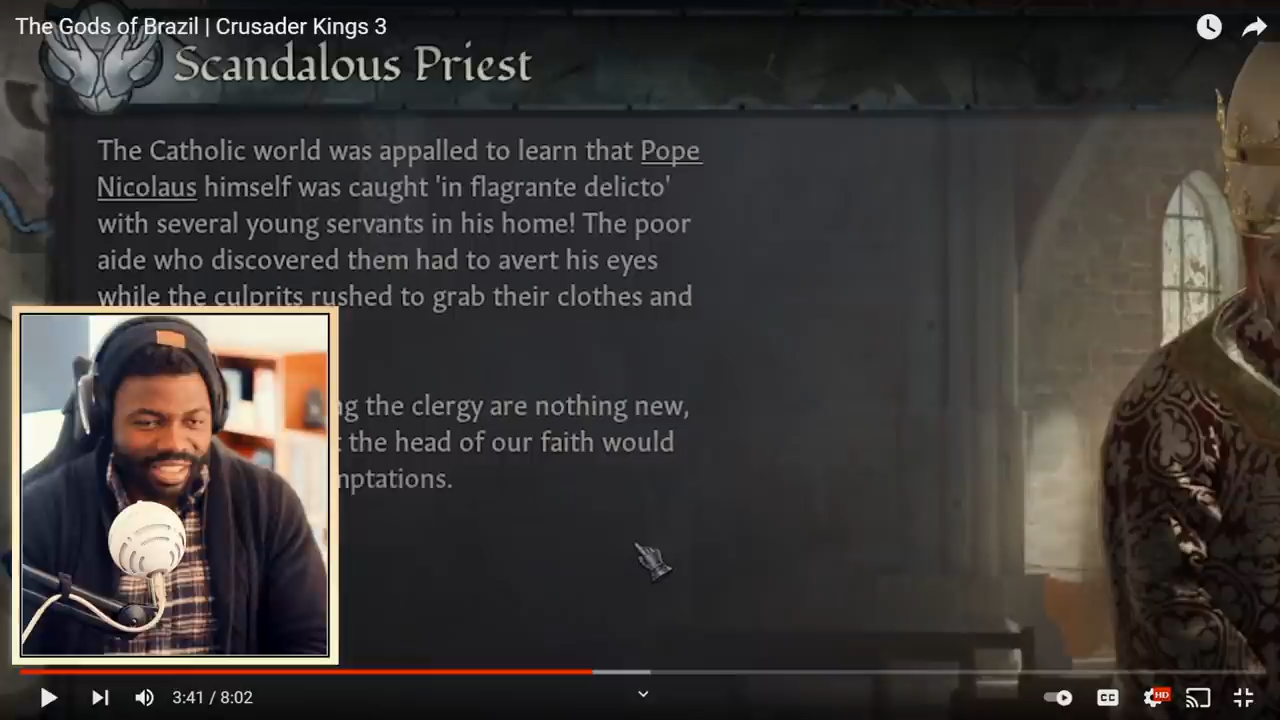 The Gods of Brazil | Crusader Kings 3
Scandalous Priest
The Catholic world was appalled to learn that Pope
Nicolaus himself was caught 'in flagrante delicto'
with several young servants in his home! The poor
aide who discovered them had to avert his eyes
while the culprits rushed to grab their clothes and
the clergy are nothing new,
the head of our faith would
3:41 / 8:02
CC
HD